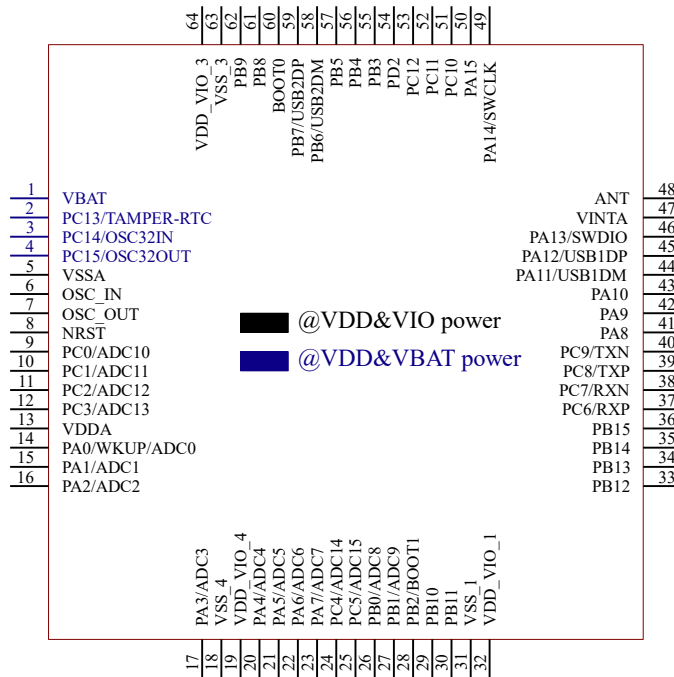 64
63
62
61
60
59
58
57
56
55
54
53
52
51
50
49
VDD_VIO_3
VSS_3
PB9
PB8
BOOT0
PB7/USB2DP
PB6/USB2DM
PB5
PB4
PB3
PD2
PC12
PC11
PC10
PA15
PA14/SWCLK
1 VBAT
2 PC13/TAMPER-RTC
3 PC14/OSC32IN
4 PC15/OSC32OUT
5 VSSA
6 OSC_IN
7 OSC_OUT
8 NRST
9 PC0/ADC10
10 PC1/ADC11
11 PC2/ADC12
12 PC3/ADC13
13 VDDA
14 PA0/WKUP/ADC0
15 PA1/ADC1
16 PA2/ADC2
@VDD&VIO power
@VDD&VBAT power
ANT 48
VINTA 47
PA13/SWDIO 46
PA12/USB1DP 45
PA11/USB1DM 44
PA10 43
PA9 42
PA8 41
PC9/TXN 40
PC8/TXP 39
PC7/RXN 38
PC6/RXP 37
PB15 36
PB14 35
PB13 34
PB12 33
PA3/ADC3
VSS_4
VDD_VIO_4
PA4/ADC4
PA5/ADC5
PA6/ADC6
PA7/ADC7
PC4/ADC14
PC5/ADC15
PB0/ADC8
PB1/ADC9
PB2/BOOT1
PB10
PB11
VSS_1
VDD_VIO_1
17
18
19
20
21
22
23
24
25
26
27
28
29
30
31
32